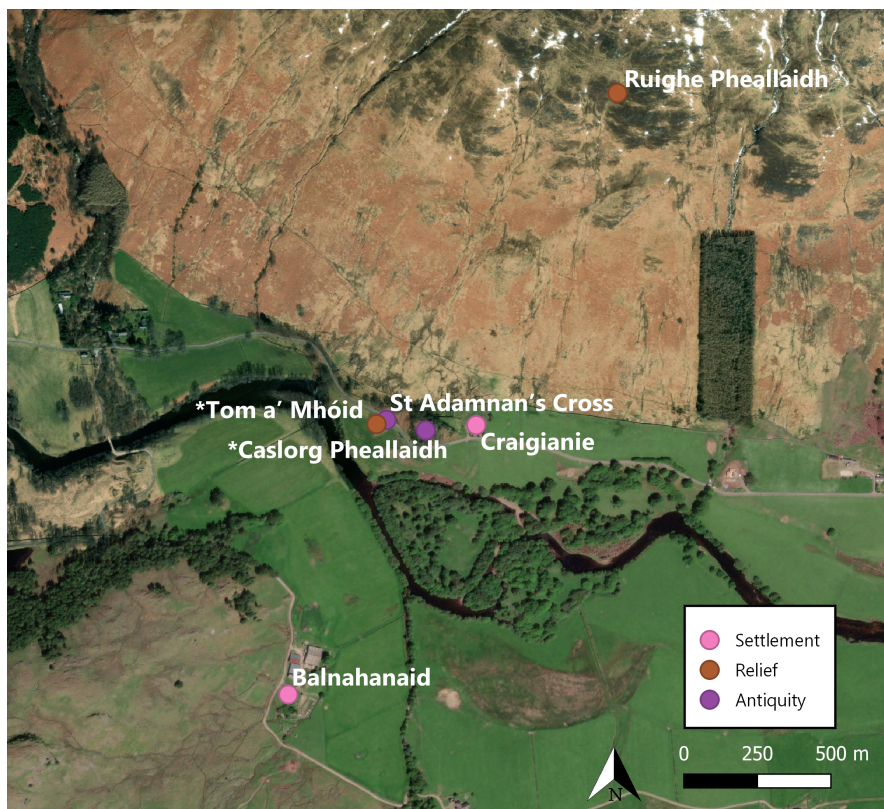 Ruighe Pheallaidh
*Tom a’ Mhóid
St Adamnan’s Cross
*Caslorg Pheallaidh
Craigianie
Balnahanaid
Settlement
Relief
Antiquity
0 250 500 m
N